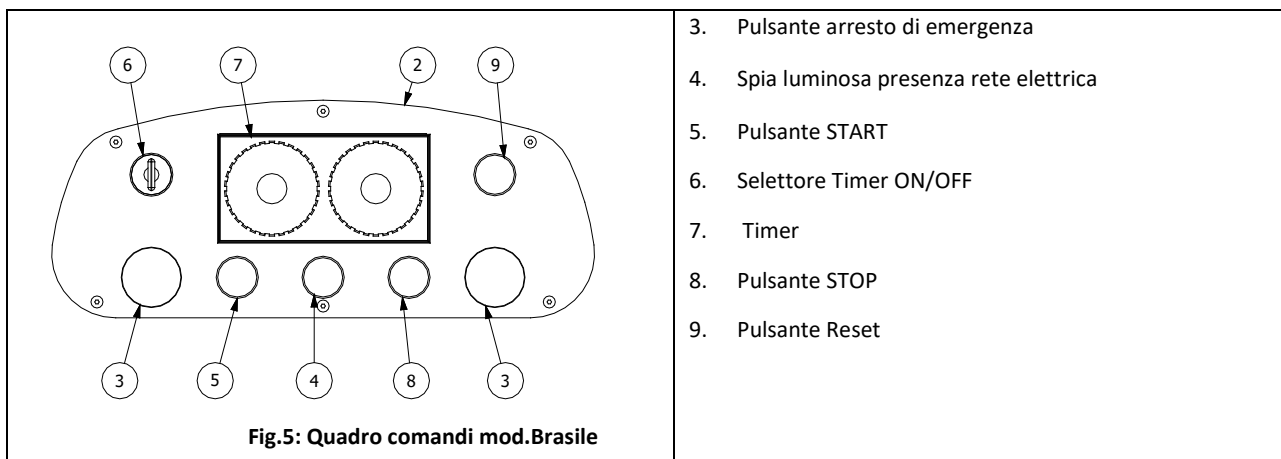 6 7 2 9
3 5 4 8 3
Fig.5: Quadro comandi mod.Brasile
3. Pulsante arresto di emergenza
4. Spia luminosa presenza rete elettrica
5. Pulsante START
6. Selettore Timer ON/OFF
7. Timer
8. Pulsante STOP
9. Pulsante Reset